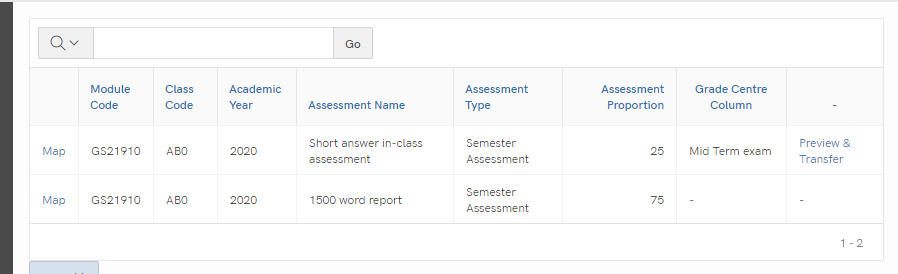 Go
Module Code
Class Code
Academic Year
Assessment Name
Assessment Type
Assessment Proportion
Grade Centre Column
-
Map
GS21910
AB0
2020
Short answer in-class assessment
Semester Assessment
25
Mid Term exam
Preview & Transfer
Map
GS21910
AB0
2020
1500 word report
Semester Assessment
75
-
-
1 - 2